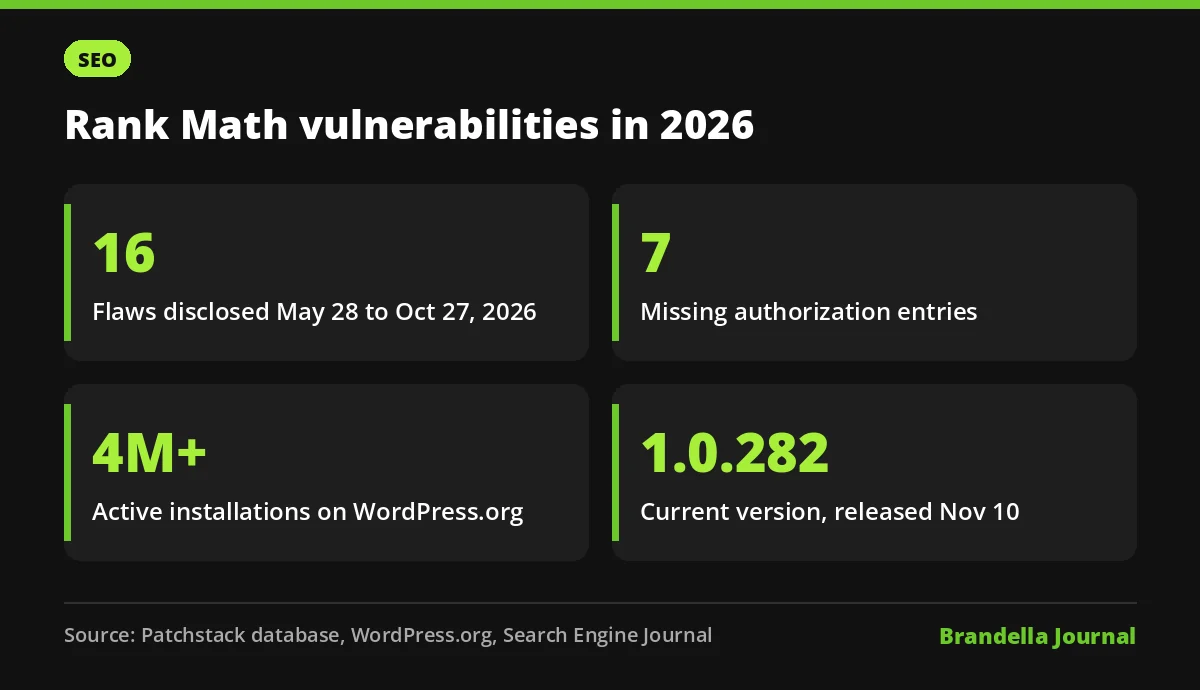 SEO
Rank Math vulnerabilities in 2026
16
Flaws disclosed May 28 to Oct 27, 2026
7
Missing authorization entries
4M+
Active installations on WordPress.org
1.0.282
Current version, released Nov 10
Source: Patchstack database, WordPress.org, Search Engine Journal
Brandella Journal